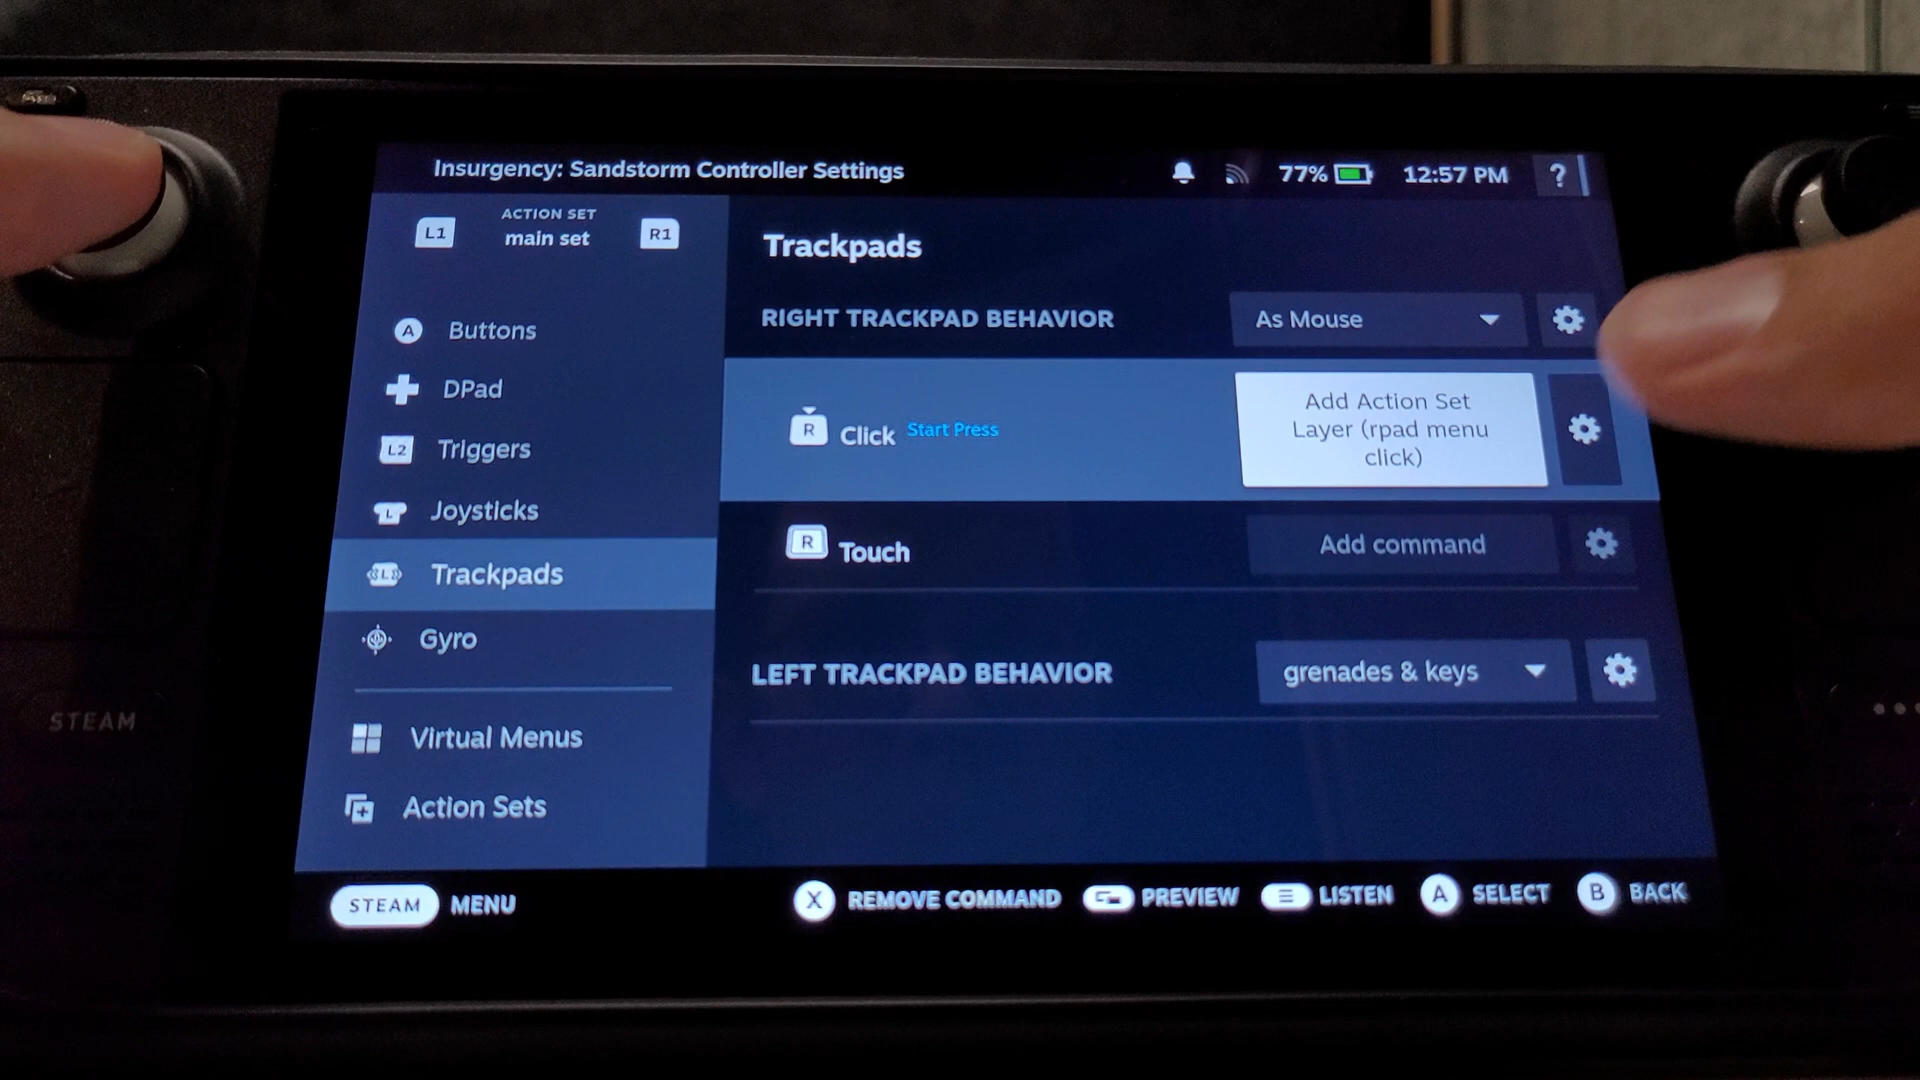 Insurgency: Sandstorm Controller Settings
77%
12:57 PM
?
L1
ACTION SET
main set
R1
A
Buttons
DPad
L2
Triggers
L
Joysticks
L
Trackpads
Gyro
Virtual Menus
Action Sets
Trackpads
RIGHT TRACKPAD BEHAVIOR
As Mouse
R
Click
Start Press
Add Action Set
Layer (rpad menu
click)
R
Touch
Add command
LEFT TRACKPAD BEHAVIOR
grenades & keys
STEAM
STEAM
MENU
X
REMOVE COMMAND
PREVIEW
LISTEN
A
SELECT
B
BACK